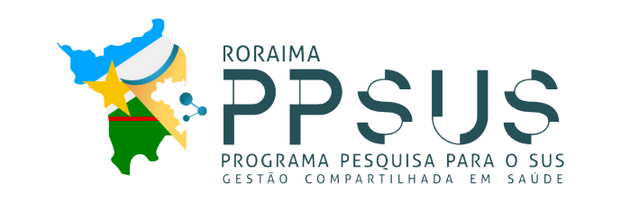 RORAIMA
PPSUS
PROGRAMA PESQUISA PARA O SUS
GESTÃO COMPARTILHADA EM SAÚDE